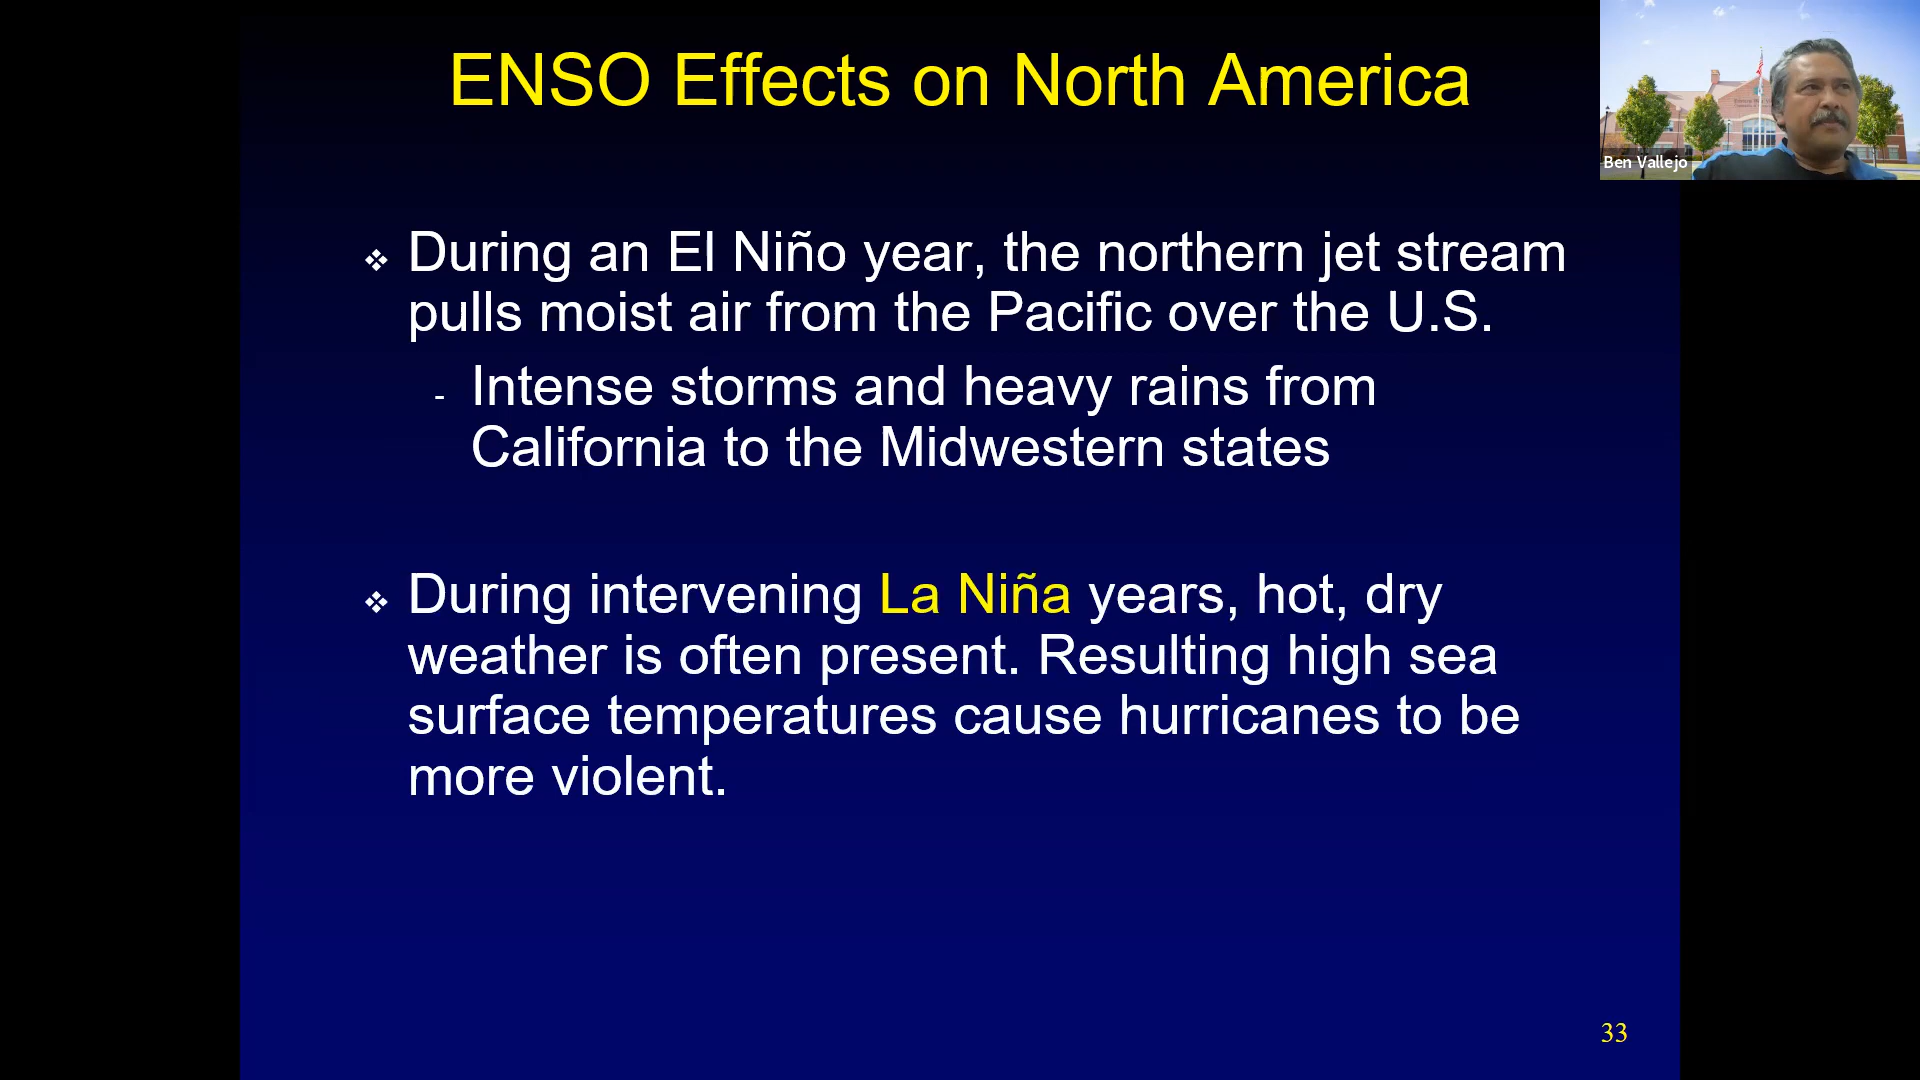 ENSO Effects on North America
Ben Vallejo
❖ During an El Niño year, the northern jet stream
pulls moist air from the Pacific over the U.S.
- Intense storms and heavy rains from
California to the Midwestern states
❖ During intervening La Niña years, hot, dry
weather is often present. Resulting high sea
surface temperatures cause hurricanes to be
more violent.
33